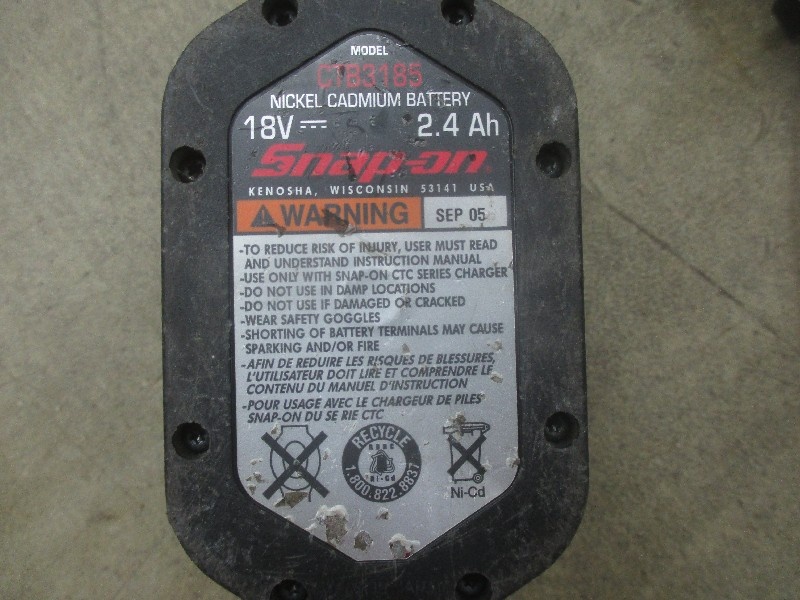 MODEL
CTB3185
NICKEL CADMIUM BATTERY
18V 2.4 Ah
Snap-on
KENOSHA, WISCONSIN 53141 USA
WARNING SEP 05
-TO REDUCE RISK OF INJURY, USER MUST READ
AND UNDERSTAND INSTRUCTION MANUAL
-USE ONLY WITH SNAP-ON CTC SERIES CHARGER
-DO NOT USE IN DAMP LOCATIONS
-DO NOT USE IF DAMAGED OR CRACKED
-WEAR SAFETY GOGGLES
-SHORTING OF BATTERY TERMINALS MAY CAUSE
SPARKING AND/OR FIRE
-AFIN DE REDUIRE LES RISQUES DE BLESSURES,
L'UTILISATEUR DOIT LIRE ET COMPRENDRE LE
CONTENU DU MANUEL D'INSTRUCTION
-POUR USAGE AVEC LE CHARGEUR DE PILES
SNAP-ON DU SE RIE CTC
RECYCLE
RBRC
Ni-Cd
1.800.822.8837
Ni-Cd